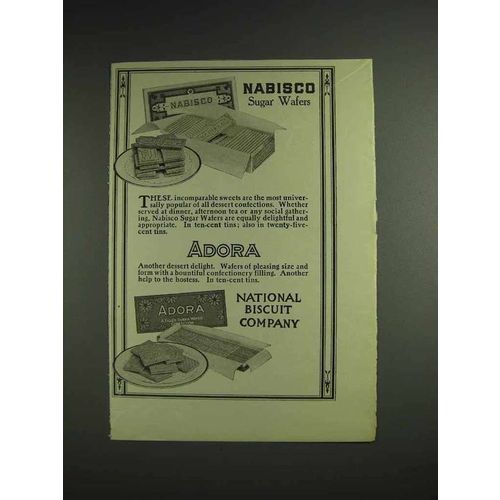 NABISCO
NABISCO
Sugar Wafers
THESE incomparable sweets are the most univer-
sally popular of all dessert confections. Whether
served at dinner, afternoon tea or any social gather-
ing, Nabisco Sugar Wafers are equally delightful and
appropriate. In ten-cent tins; also in twenty-five-
cent tins.
ADORA
Another dessert delight. Wafers of pleasing size and
form with a bountiful confectionery filling. Another
help to the hostess. In ten-cent tins.
NATIONAL
BISCUIT
COMPANY
ADORA